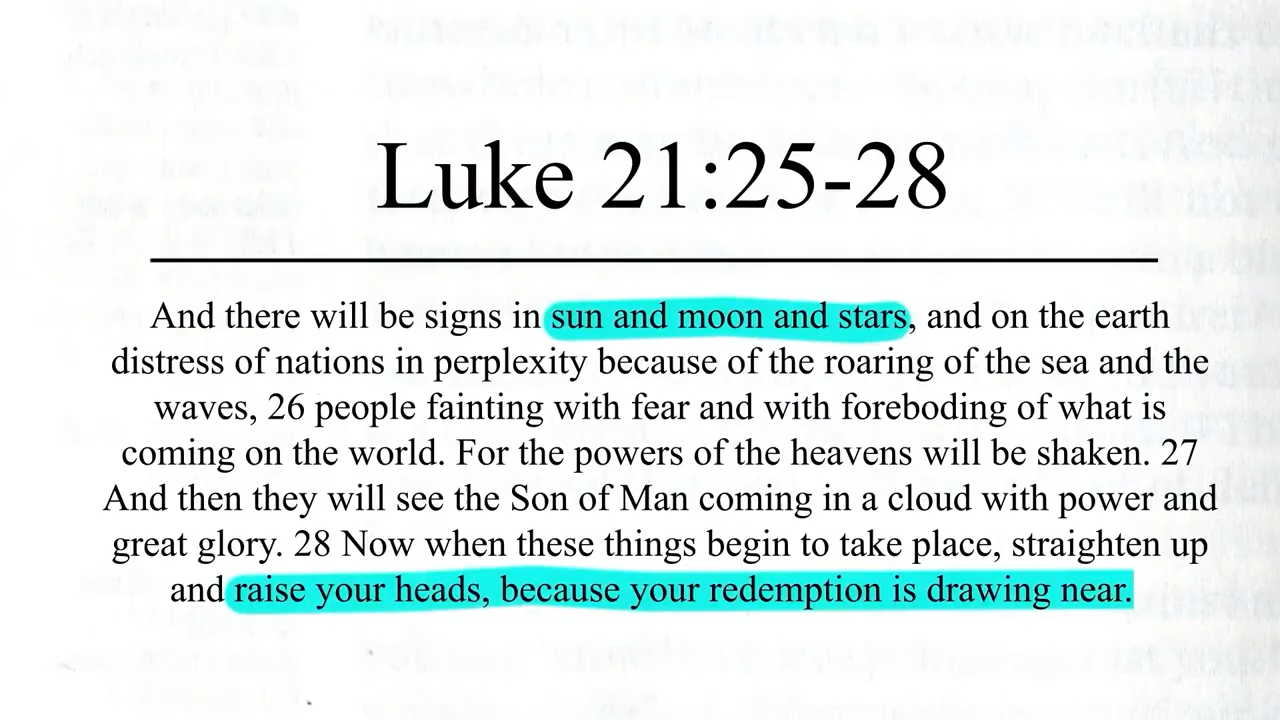 Luke 21:25-28
And there will be signs in sun and moon and stars, and on the earth
distress of nations in perplexity because of the roaring of the sea and the
waves, 26 people fainting with fear and with foreboding of what is
coming on the world. For the powers of the heavens will be shaken. 27
And then they will see the Son of Man coming in a cloud with power and
great glory. 28 Now when these things begin to take place, straighten up
and raise your heads, because your redemption is drawing near.